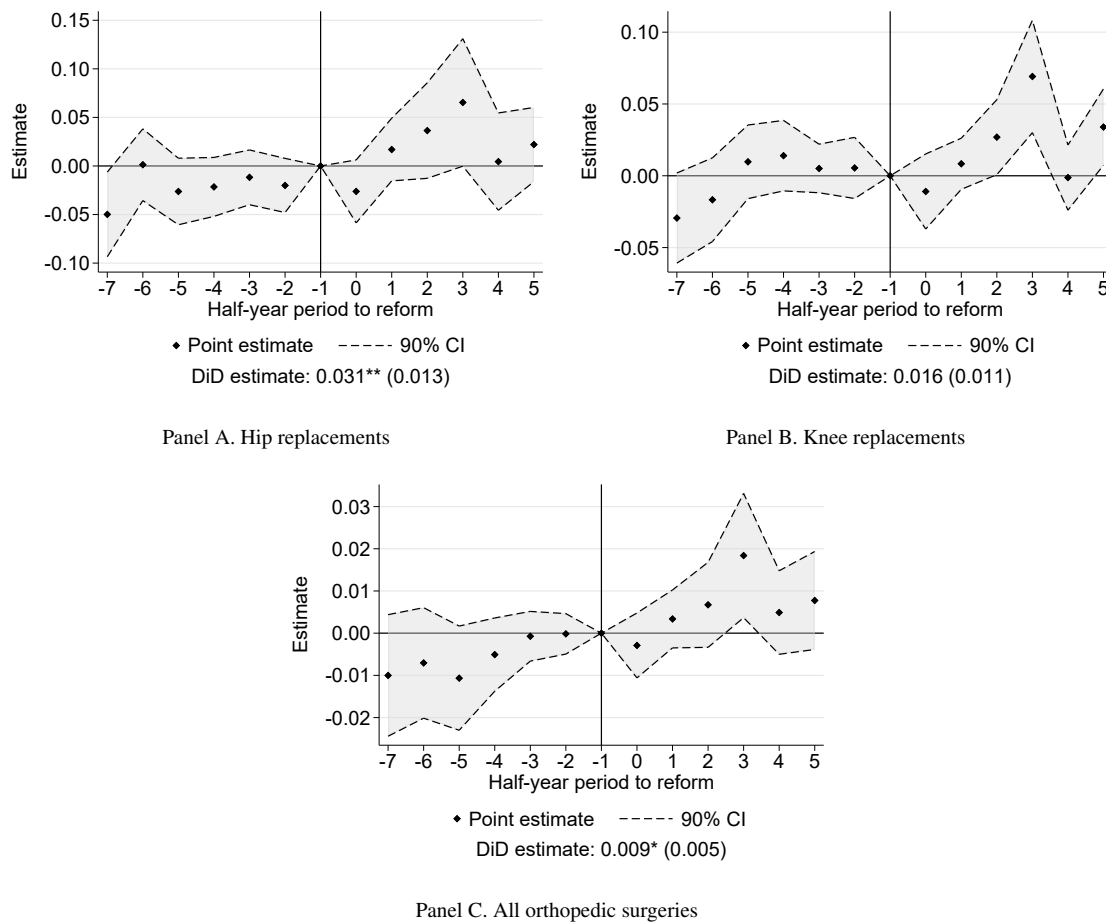 0.15
0.10
0.05
0.00
-0.05
-0.10
Estimate
-7 -6 -5 -4 -3 -2 -1 0 1 2 3 4 5
Half-year period to reform
Point estimate 90% CI
DiD estimate: 0.031** (0.013)
Panel A. Hip replacements
0.10
0.05
0.00
-0.05
Estimate
-7 -6 -5 -4 -3 -2 -1 0 1 2 3 4 5
Half-year period to reform
Point estimate 90% CI
DiD estimate: 0.016 (0.011)
Panel B. Knee replacements
0.03
0.02
0.01
0.00
-0.01
-0.02
Estimate
-7 -6 -5 -4 -3 -2 -1 0 1 2 3 4 5
Half-year period to reform
Point estimate 90% CI
DiD estimate: 0.009* (0.005)
Panel C. All orthopedic surgeries